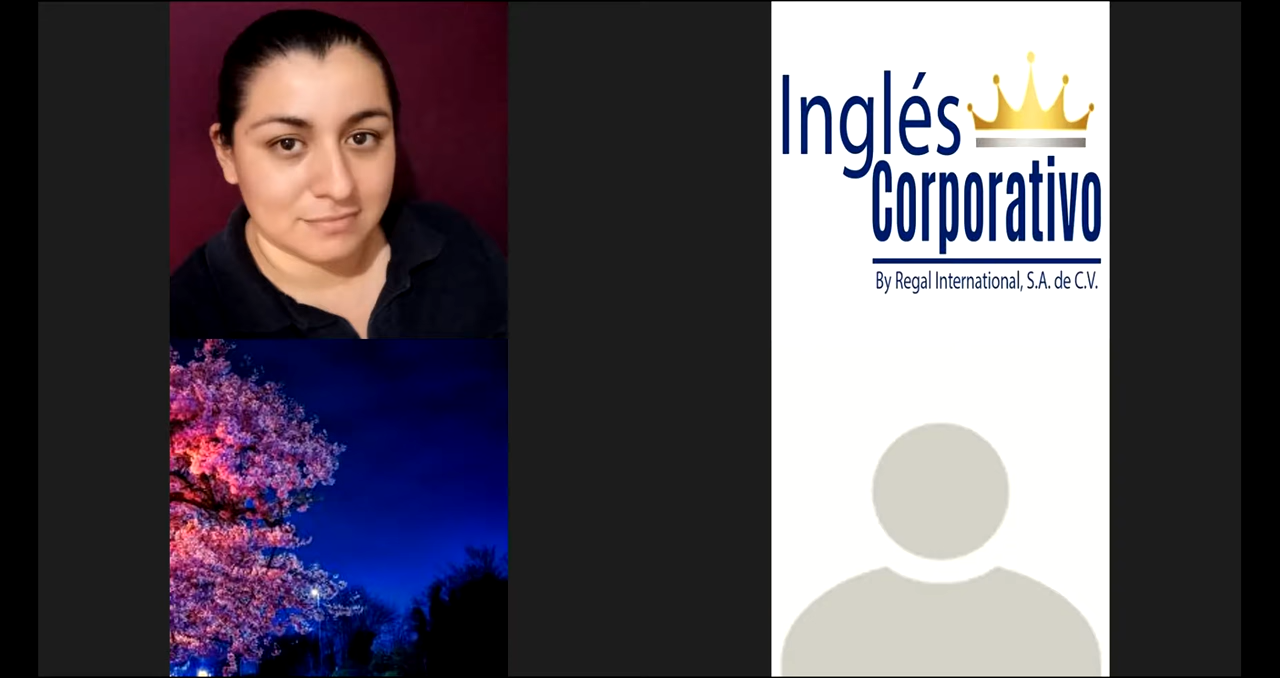 Inglés
Corporativo
By Regal International, S.A. de C.V.